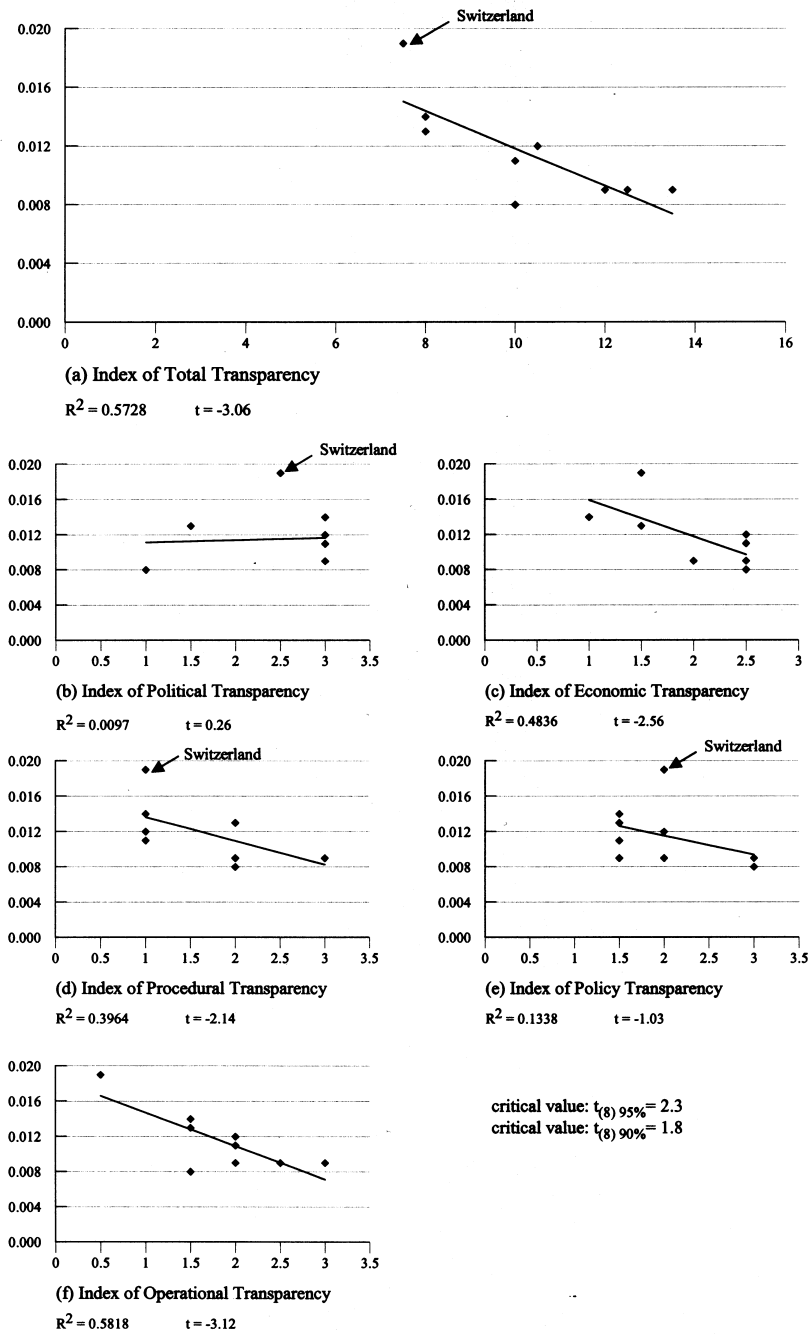 Switzerland
0.020
0.016
0.012
0.008
0.004
0.000
0 2 4 6 8 10 12 14 16
(a) Index of Total Transparency
R2 = 0.5728 t = -3.06
Switzerland
0.020
0.016
0.012
0.008
0.004
0.000
0 0.5 1 1.5 2 2.5 3 3.5
(b) Index of Political Transparency
R2 = 0.0097 t = 0.26
0.020
0.016
0.012
0.008
0.004
0.000
0 0.5 1 1.5 2 2.5 3
(c) Index of Economic Transparency
R2 = 0.4836 t = -2.56
Switzerland
0.020
0.016
0.012
0.008
0.004
0.000
0 0.5 1 1.5 2 2.5 3 3.5
(d) Index of Procedural Transparency
R2 = 0.3964 t = -2.14
Switzerland
0.020
0.016
0.012
0.008
0.004
0.000
0 0.5 1 1.5 2 2.5 3 3.5
(e) Index of Policy Transparency
R2 = 0.1338 t = -1.03
0.020
0.016
0.012
0.008
0.004
0.000
0 0.5 1 1.5 2 2.5 3 3.5
(f) Index of Operational Transparency
R2 = 0.5818 t = -3.12
critical value: t(8) 95%= 2.3
critical value: t(8) 90%= 1.8